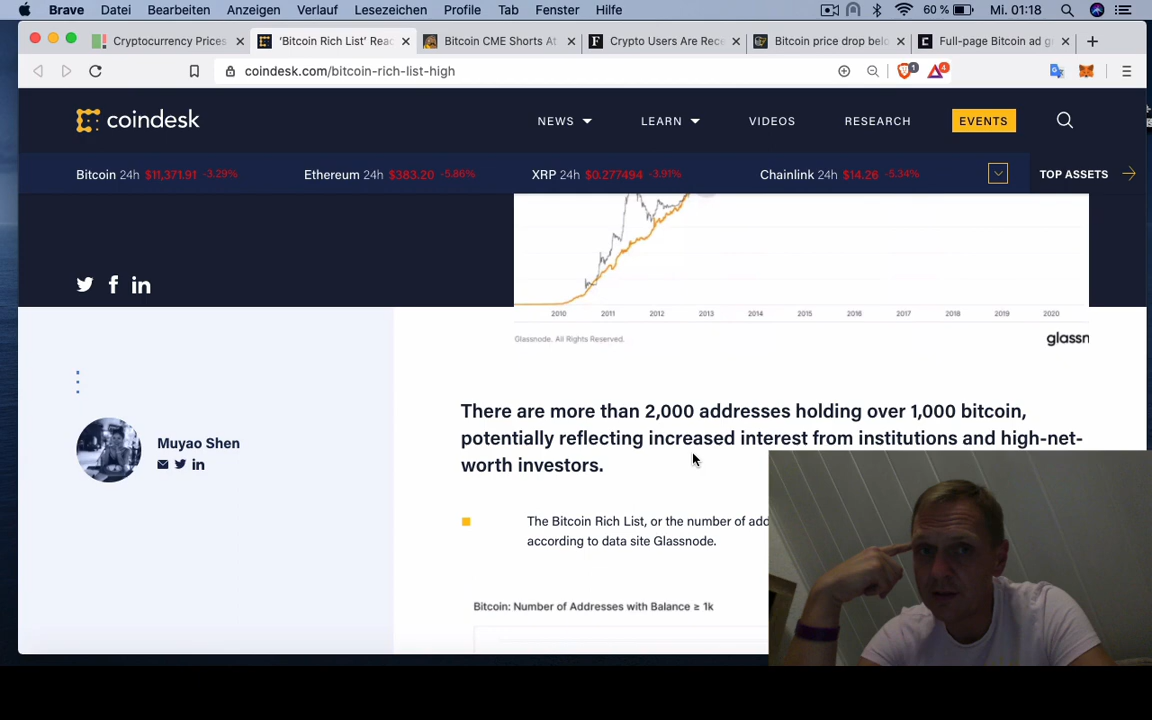 Brave Datei Bearbeiten Anzeigen Verlauf Lesezeichen Profile Tab Fenster Hilfe 60 % Mi. 01:18
Cryptocurrency Prices 'Bitcoin Rich List' Reac Bitcoin CME Shorts At Crypto Users Are Rece Bitcoin price drop belo Full-page Bitcoin ad g
coindesk.com/bitcoin-rich-list-high 1 4
coindesk NEWS LEARN VIDEOS RESEARCH EVENTS
Bitcoin 24h $11,371.91 -3.29% Ethereum 24h $383.20 -5.86% XRP 24h $0.277494 -3.91% Chainlink 24h $14.26 -5.34% TOP ASSETS
2010 2011 2012 2013 2014 2015 2016 2017 2018 2019 2020
Glassnode. All Rights Reserved. glassn
There are more than 2,000 addresses holding over 1,000 bitcoin,
potentially reflecting increased interest from institutions and high-net-
worth investors.
Muyao Shen
The Bitcoin Rich List, or the number of add
according to data site Glassnode.
Bitcoin: Number of Addresses with Balance ≥ 1k